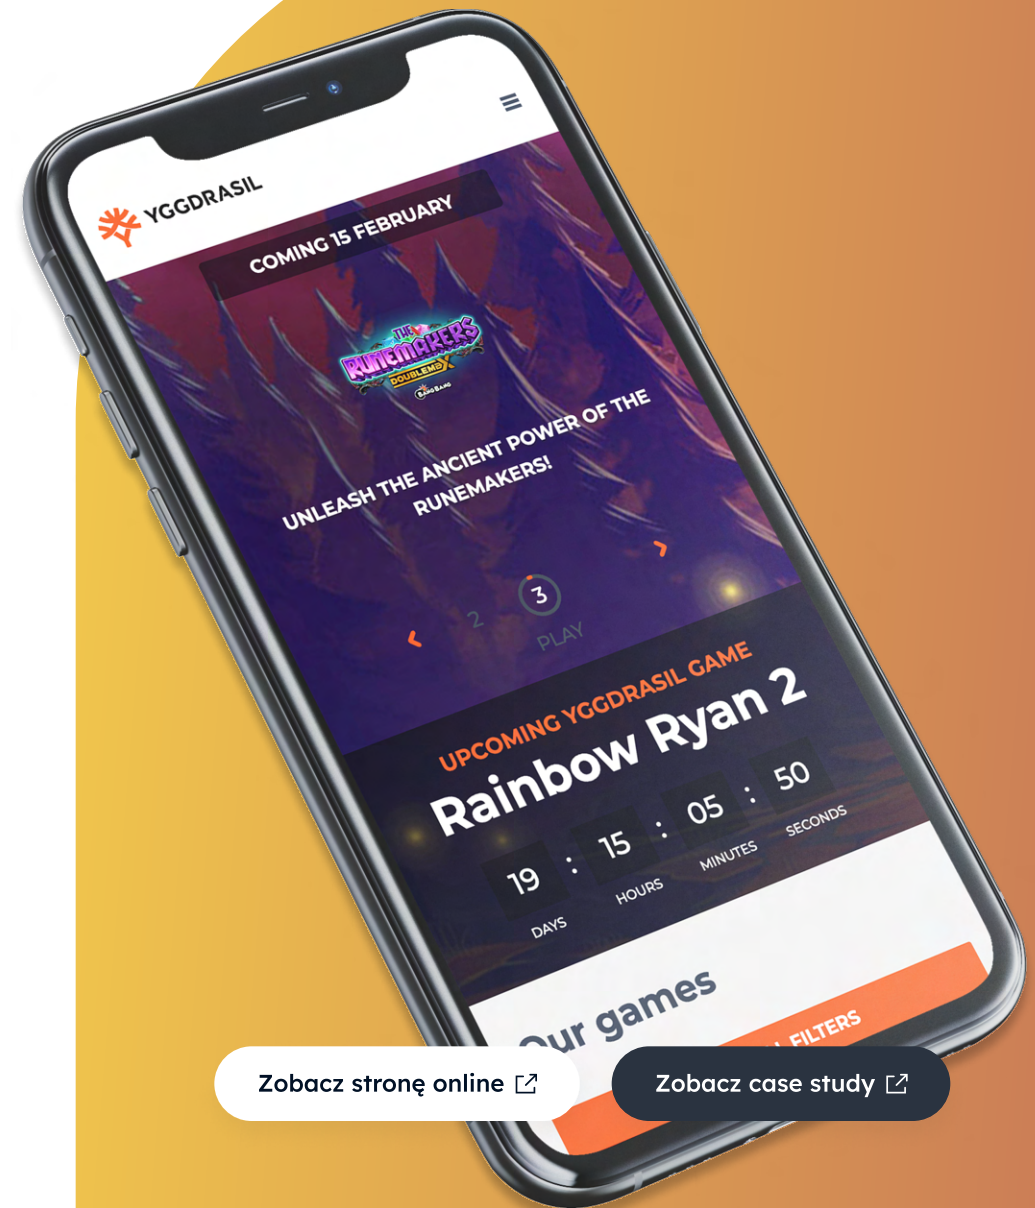 YGGDRASIL
COMING 15 FEBRUARY
THE
RUNEMAKERS
DOUBLEMAX
BANG BANG
UNLEASH THE ANCIENT POWER OF THE
RUNEMAKERS!
2
3
PLAY
UPCOMING YGGDRASIL GAME
Rainbow Ryan 2
19 : 15 : 05 : 50
DAYS HOURS MINUTES SECONDS
Our games
FILTERS
Zobacz stronę online
Zobacz case study